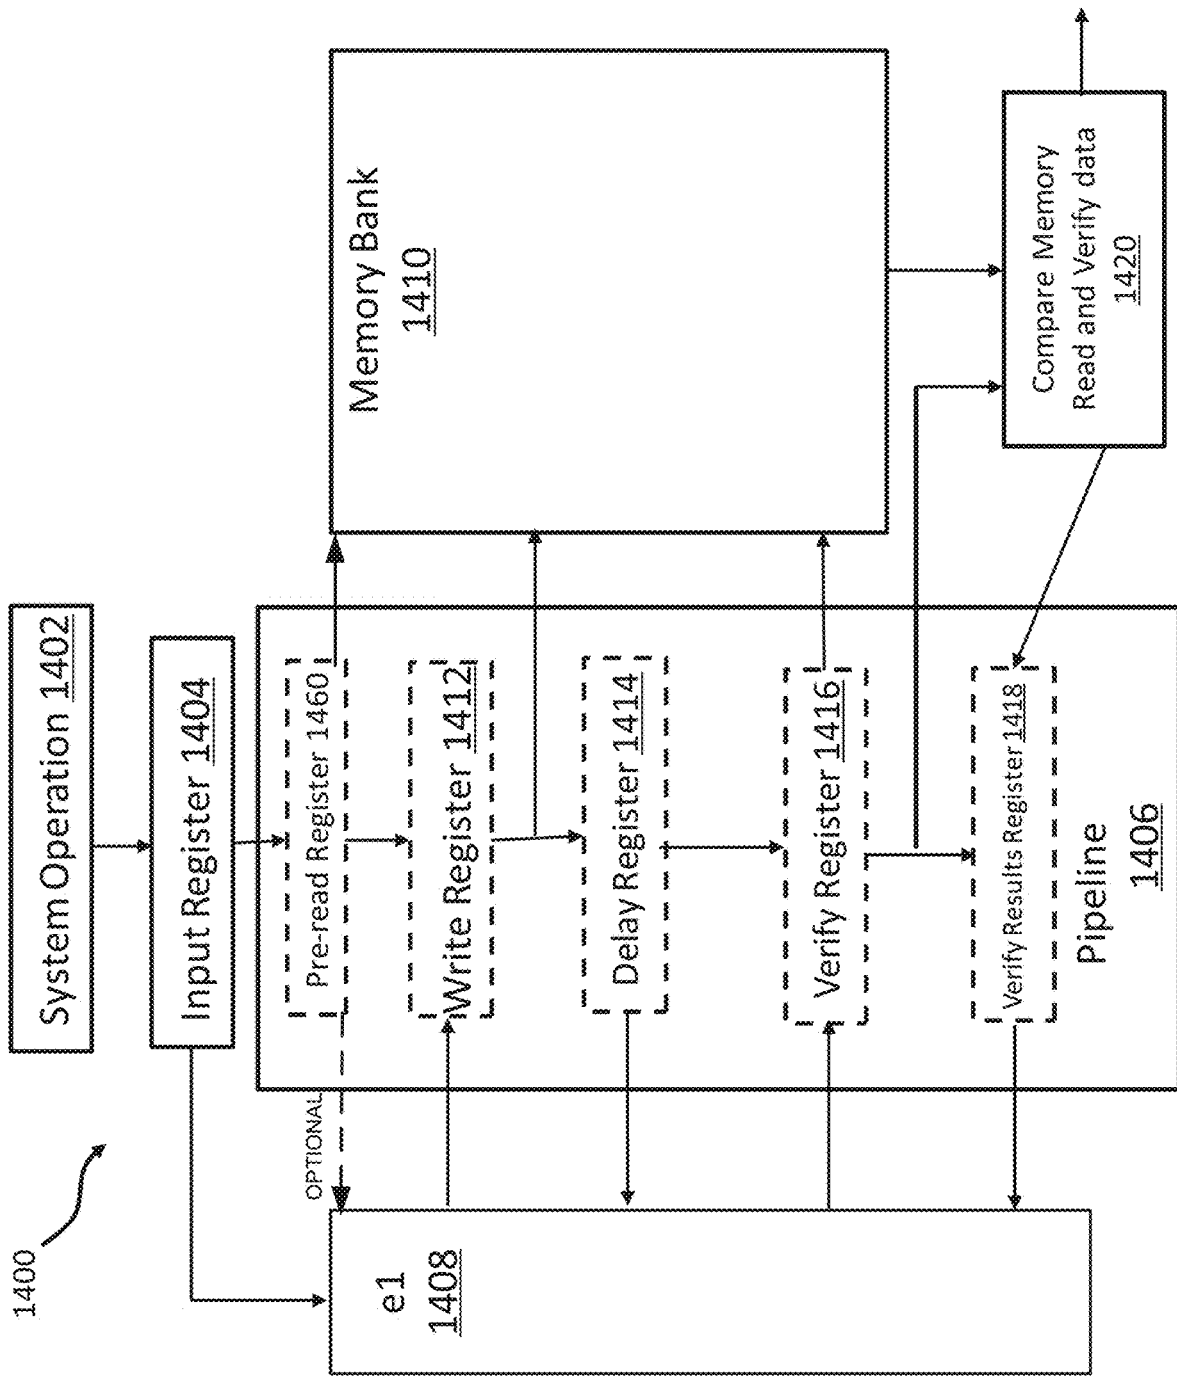 1400
System Operation 1402
Input Register 1404
OPTIONAL
Pre-read Register 1460
Write Register 1412
Delay Register 1414
Verify Register 1416
Verify Results Register 1418
Pipeline
1406
e1
1408
Memory Bank
1410
Compare Memory
Read and Verify data
1420